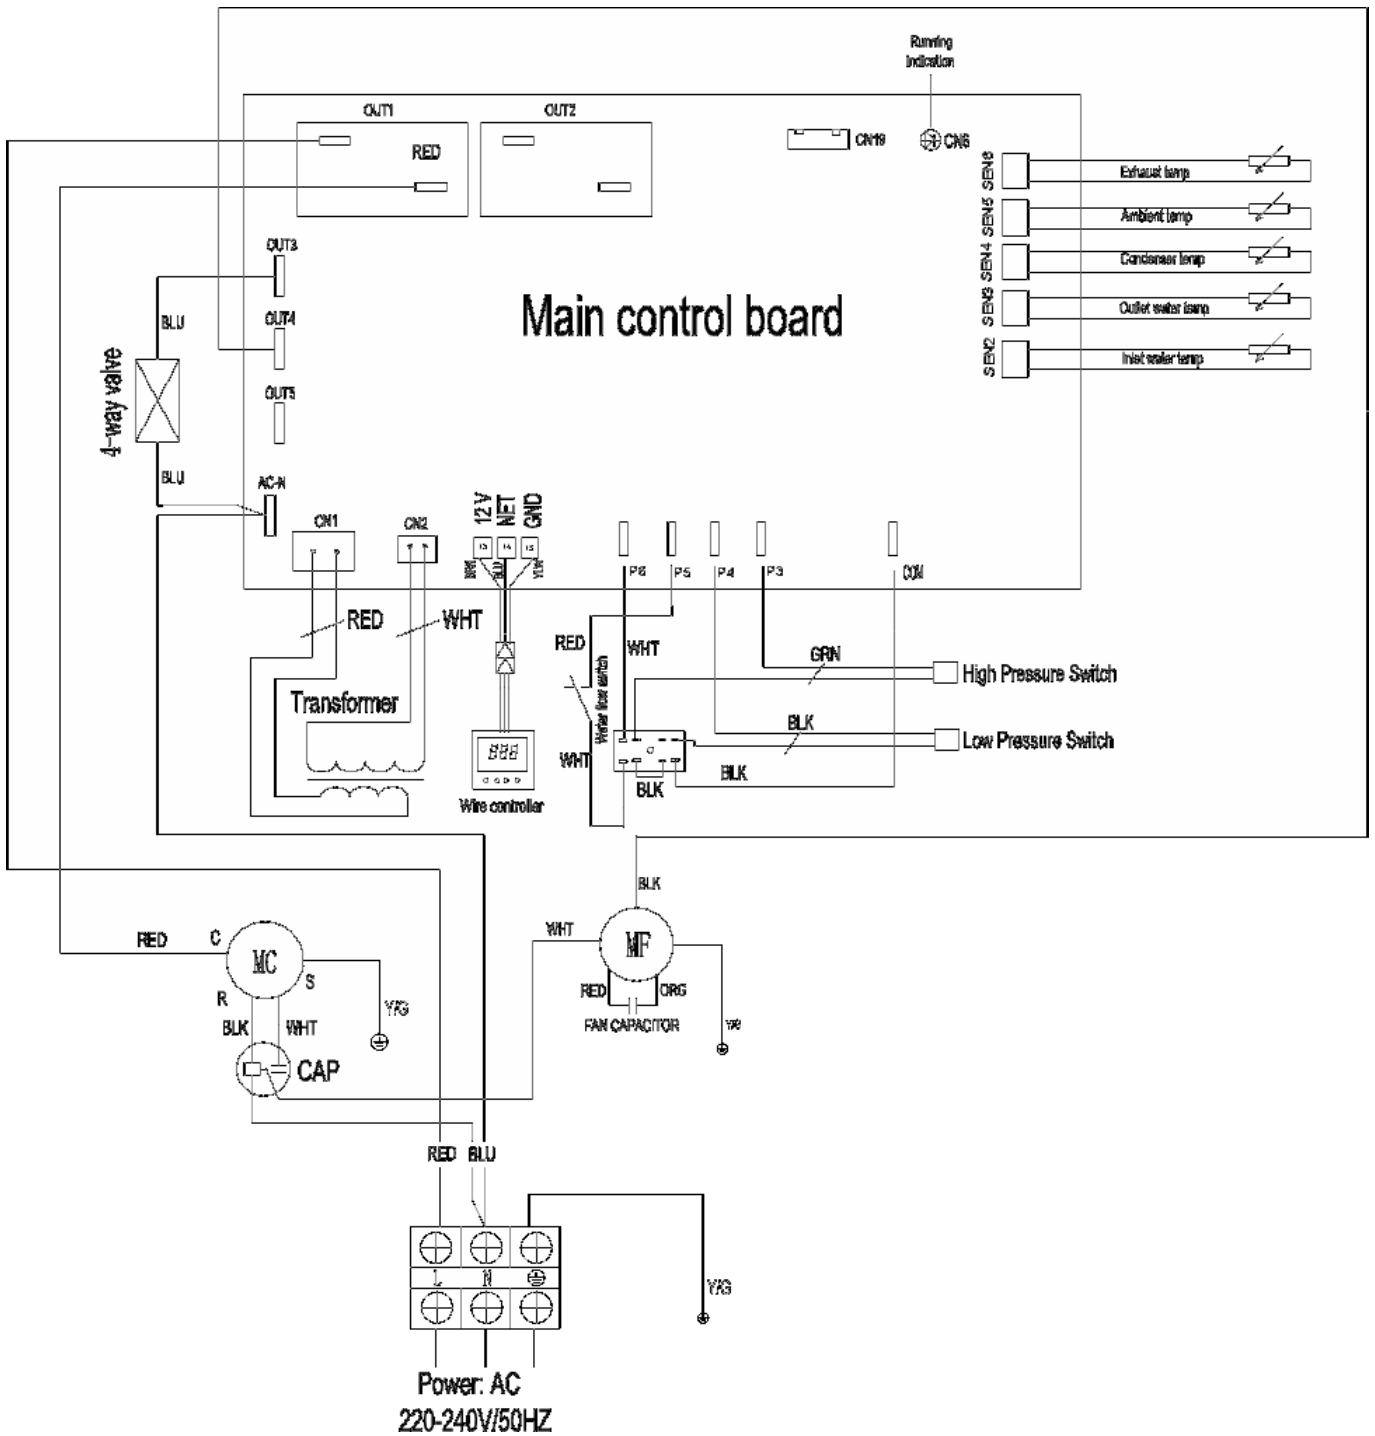 Running
indication
OUT1
OUT2
RED
CN19
CN6
SEN6
Exhaust temp
SEN5
Ambient temp
SEN4
Condenser temp
SEN3
Outlet water temp
SEN2
Inlet water temp
OUT3
BLU
OUT4
Main control board
4-way valve
OUT5
BLU
AC-N
CN1
CN2
12V
NET
GND
BRN
BLU
YLW
P6
P5
P4
P3
COM
RED
WHT
RED
WHT
Water flow switch
GRN
High Pressure Switch
Transformer
BLK
Low Pressure Switch
WHT
BLK
BLK
888
Wire controller
BLK
WHT
RED
C
MC
MF
R
S
RED
ORG
Y/G
FAN CAPACITOR
Y/G
BLK
WHT
CAP
RED
BLU
L
N
Y/G
Power: AC
220-240V/50HZ